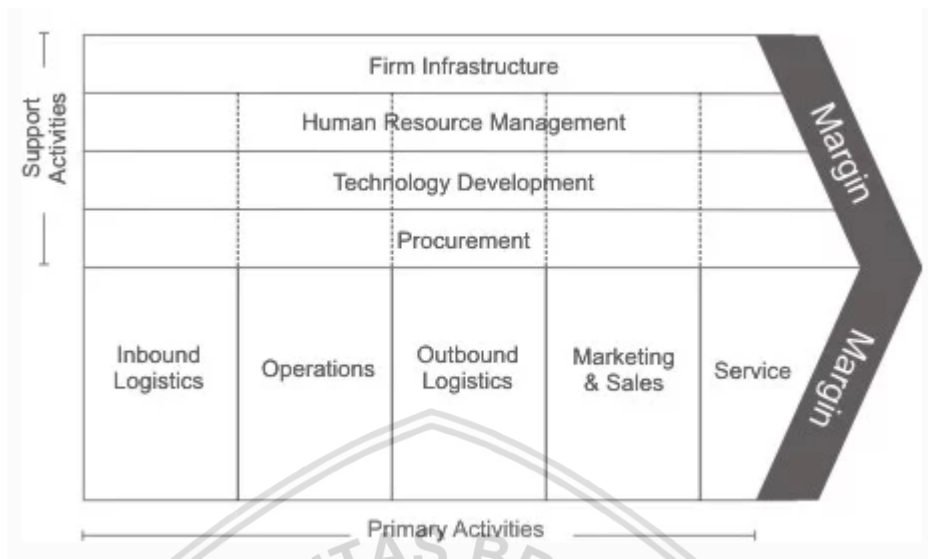 Support
Activities
Firm Infrastructure
Human Resource Management
Technology Development
Procurement
Margin
Inbound
Logistics
Operations
Outbound
Logistics
Marketing
& Sales
Service
Margin
Primary Activities